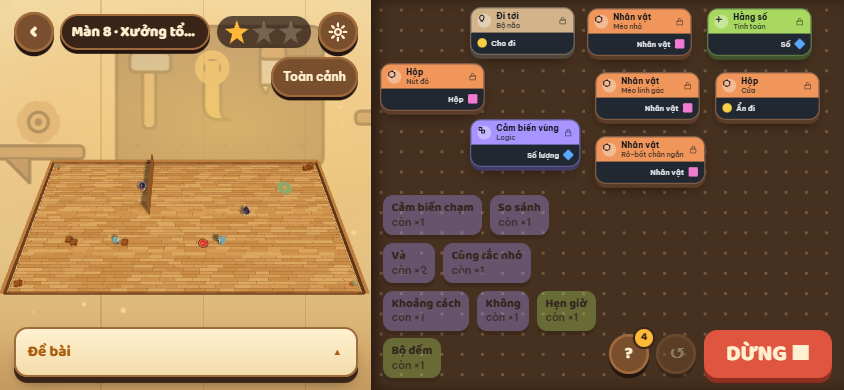 Màn 8 · Xưởng tổ...
Toàn cảnh
Đề bài
Đi tới
Bộ não
Cho đi
Nhân vật
Mèo nhỏ
Nhân vật
Hằng số
Tính toán
Số
Hộp
Nút đỏ
Hộp
Nhân vật
Mèo lính gác
Nhân vật
Hộp
Cửa
Ẩn đi
Cảm biến vùng
Logic
Số lượng
Nhân vật
Rô-bốt chân ngắn
Nhân vật
Cảm biến chạm
còn ×1
So sánh
còn ×1
Và
còn ×2
Công tắc nhớ
còn ×1
Khoảng cách
còn ×1
Không
còn ×1
Hẹn giờ
còn ×1
Bộ đếm
còn ×1
?
4
DỪNG